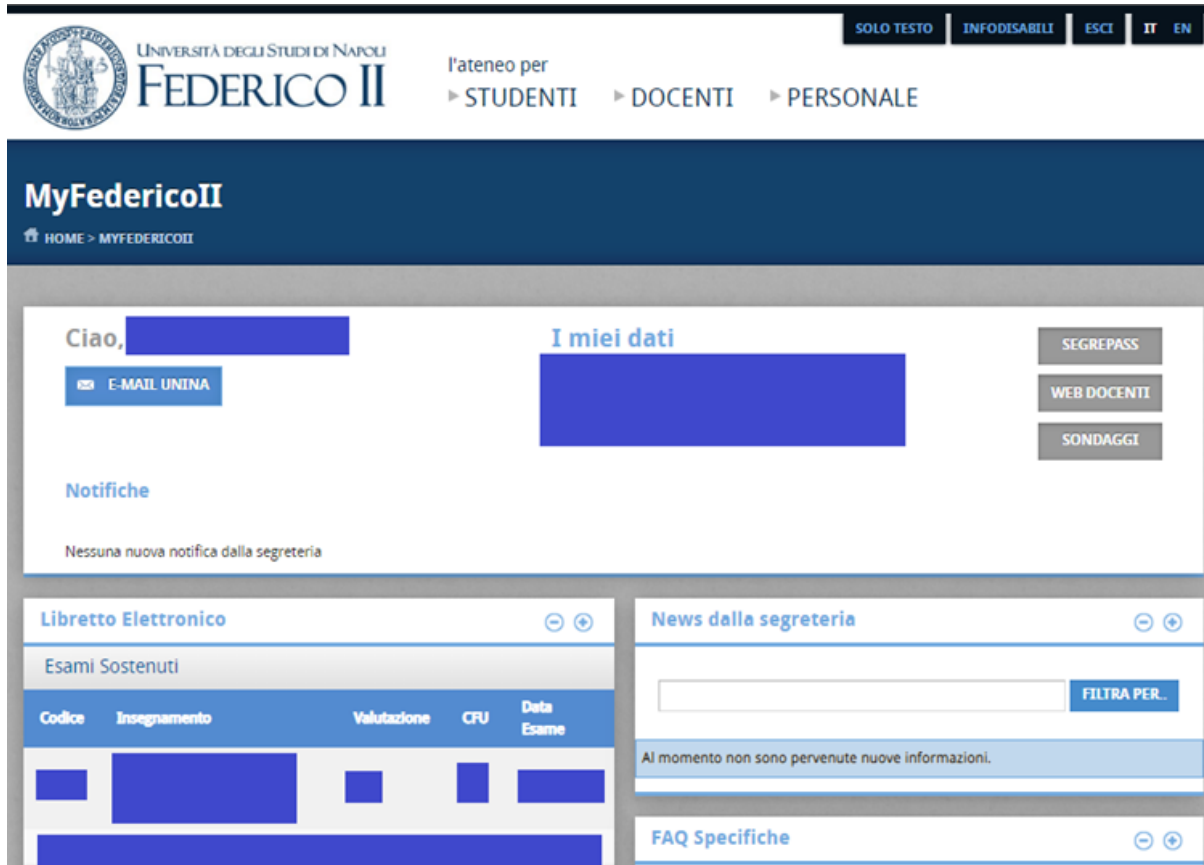 SOLO TESTO INFODISABILI ESCI IT EN
UNIVERSITÀ DEGLI STUDI DI NAPOLI
FEDERICO II
l'ateneo per
STUDENTI DOCENTI PERSONALE
MyFedericoII
HOME > MYFEDERICOII
Ciao,
E-MAIL UNINA
I miei dati
SEGREPASS
WEB DOCENTI
SONDAGGI
Notifiche
Nessuna nuova notifica dalla segreteria
Libretto Elettronico
Esami Sostenuti
Codice Insegnamento Valutazione CFU Data Esame
News dalla segreteria
FILTRA PER..
Al momento non sono pervenute nuove informazioni.
FAQ Specifiche